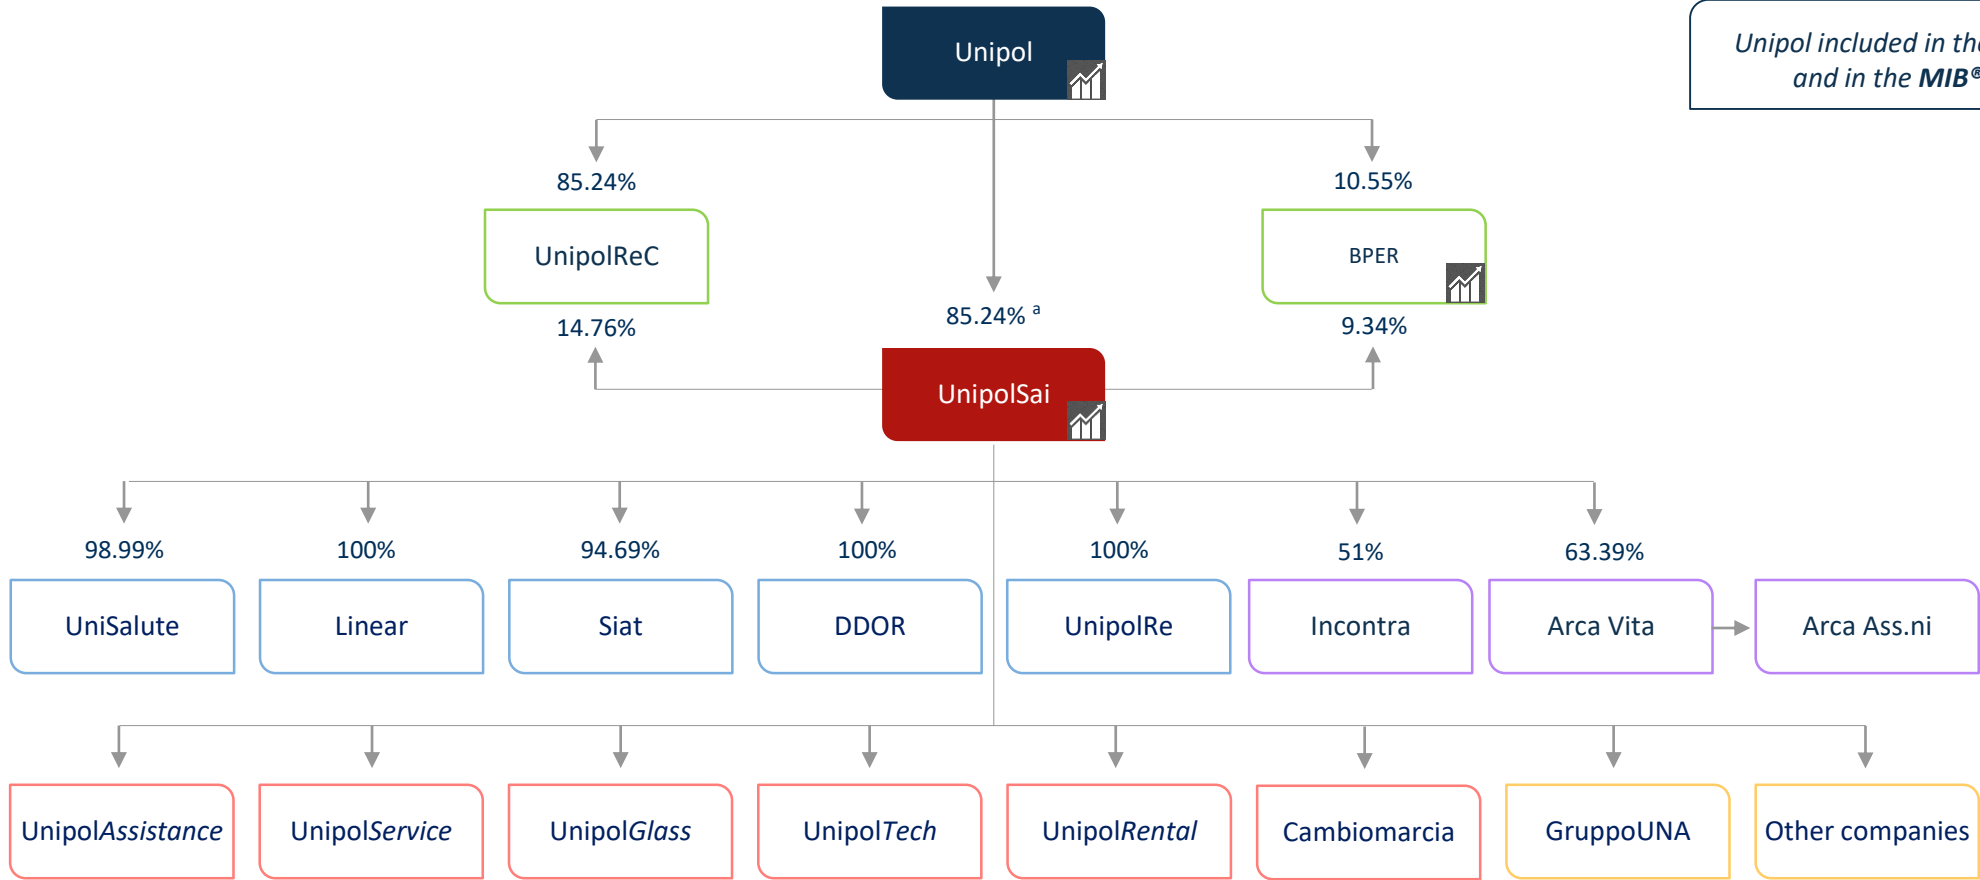 Unipol
Unipol included in the
and in the MIB®
85.24%
10.55%
UnipolReC
BPER
14.76%
85.24% a
9.34%
UnipolSai
98.99%
100%
94.69%
100%
100%
51%
63.39%
UniSalute
Linear
Siat
DDOR
UnipolRe
Incontra
Arca Vita
Arca Ass.ni
UnipolAssistance
UnipolService
UnipolGlass
UnipolTech
UnipolRental
Cambiomarcia
GruppoUNA
Other companies